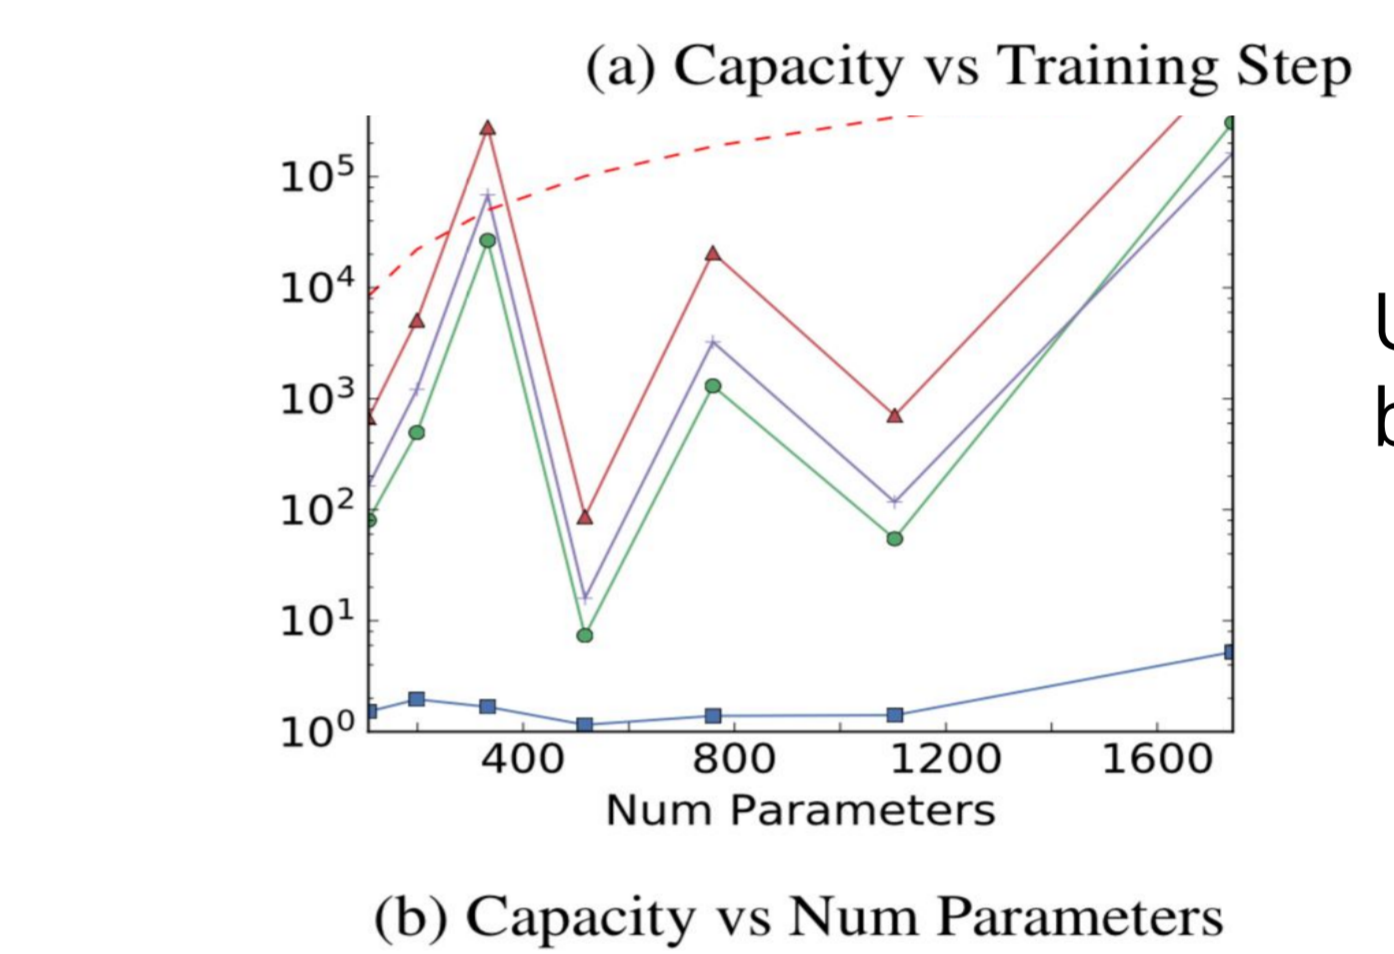 (a) Capacity vs Training Step
10⁵
10⁴
10³
10²
10¹
10⁰
400 800 1200 1600
Num Parameters
(b) Capacity vs Num Parameters